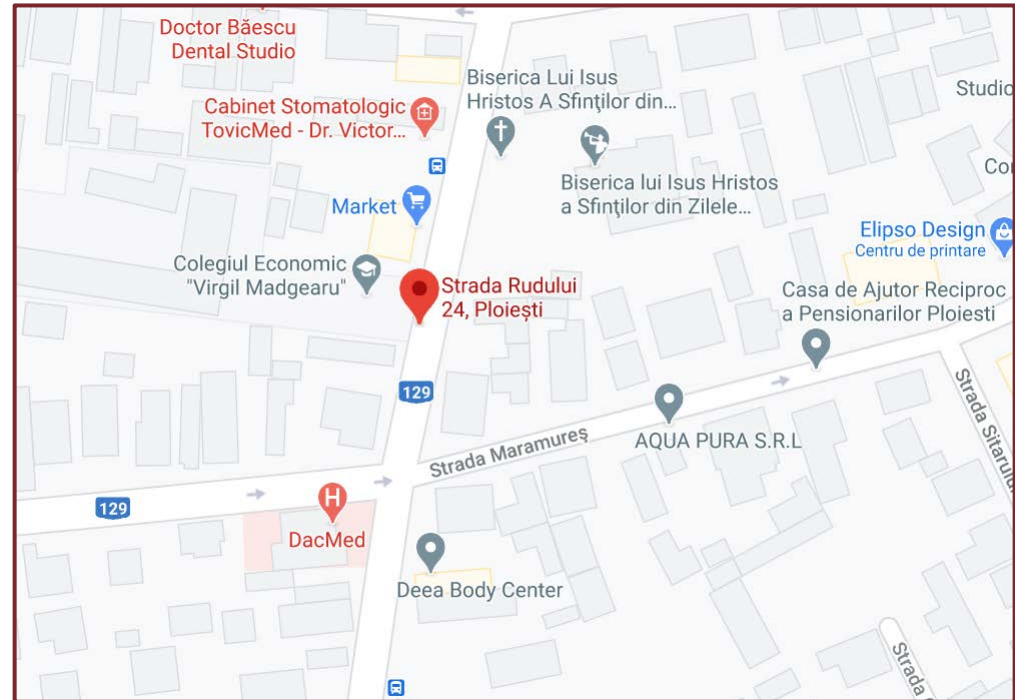 Doctor Băescu
Dental Studio
Biserica Lui Isus
Hristos A Sfinţilor din...
Studio
Cabinet Stomatologic
TovicMed - Dr. Victor...
Biserica lui Isus Hristos
a Sfinţilor din Zilele...
Market
Elipso Design
Centru de printare
Colegiul Economic
"Virgil Madgearu"
Strada Rudului
24, Ploieşti
Casa de Ajutor Reciproc
a Pensionarilor Ploiesti
129
Strada Maramureş
AQUA PURA S.R.L
Strada Sitarului
129
H
DacMed
Deea Body Center
Strada